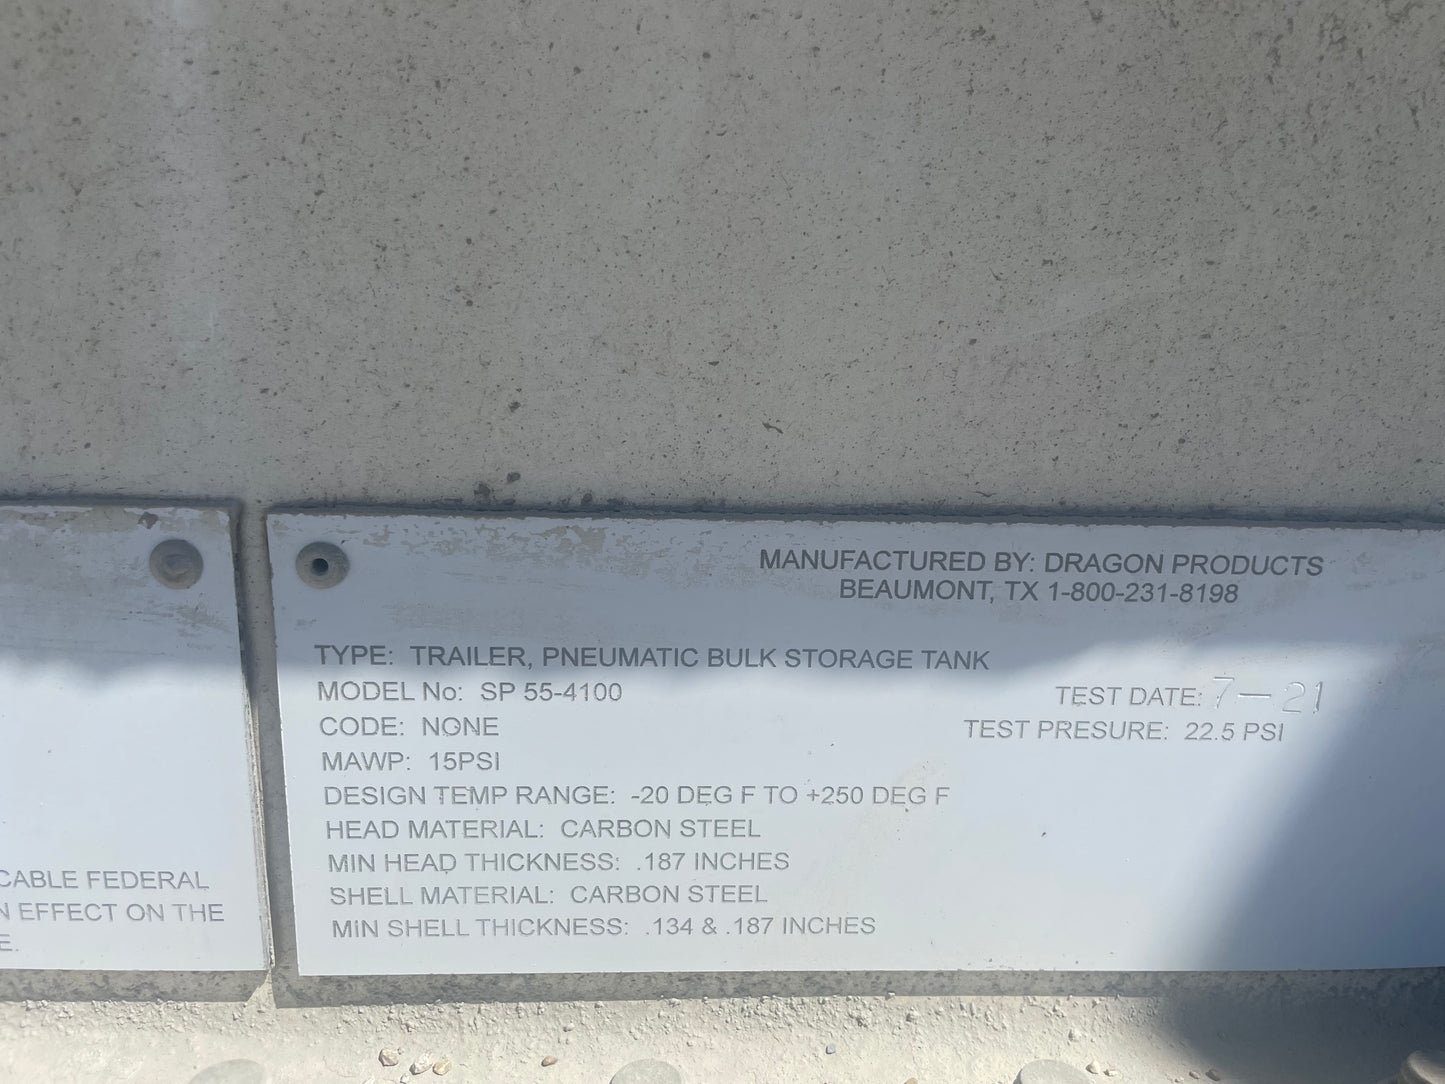 CABLE FEDERAL
N EFFECT ON THE
E.
MANUFACTURED BY: DRAGON PRODUCTS
BEAUMONT, TX 1-800-231-8198
TYPE: TRAILER, PNEUMATIC BULK STORAGE TANK
MODEL No: SP 55-4100
TEST DATE: 7-21
CODE: NONE
TEST PRESURE: 22.5 PSI
MAWP: 15PSI
DESIGN TEMP RANGE: -20 DEG F TO +250 DEG F
HEAD MATERIAL: CARBON STEEL
MIN HEAD THICKNESS: .187 INCHES
SHELL MATERIAL: CARBON STEEL
MIN SHELL THICKNESS: .134 & .187 INCHES